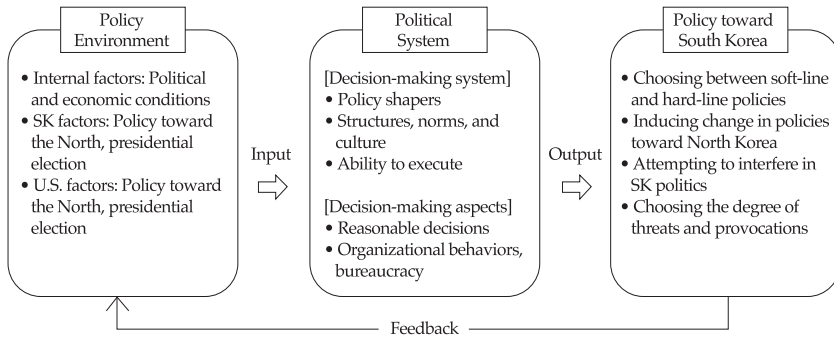 Policy
Environment
• Internal factors: Political
and economic conditions
• SK factors: Policy toward
the North, presidential
election
• U.S. factors: Policy toward
the North, presidential
election
Input
Political
System
[Decision-making system]
• Policy shapers
• Structures, norms, and
culture
• Ability to execute
[Decision-making aspects]
• Reasonable decisions
• Organizational behaviors,
bureaucracy
Output
Policy toward
South Korea
• Choosing between soft-line
and hard-line policies
• Inducing change in policies
toward North Korea
• Attempting to interfere in
SK politics
• Choosing the degree of
threats and provocations
Feedback